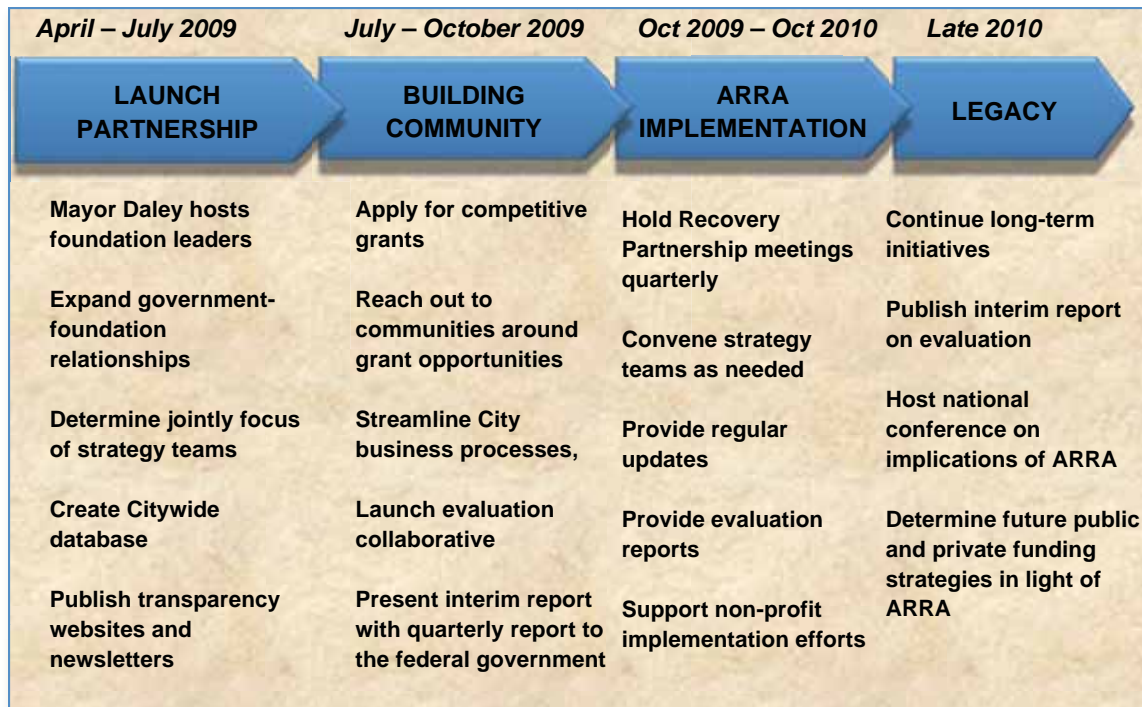 April – July 2009
July – October 2009
Oct 2009 – Oct 2010
Late 2010
LAUNCH
PARTNERSHIP
BUILDING
COMMUNITY
ARRA
IMPLEMENTATION
LEGACY
Mayor Daley hosts
foundation leaders
Expand government-
foundation
relationships
Determine jointly focus
of strategy teams
Create Citywide
database
Publish transparency
websites and
newsletters
Apply for competitive
grants
Reach out to
communities around
grant opportunities
Streamline City
business processes,
Launch evaluation
collaborative
Present interim report
with quarterly report to
the federal government
Hold Recovery
Partnership meetings
quarterly
Convene strategy
teams as needed
Provide regular
updates
Provide evaluation
reports
Support non-profit
implementation efforts
Continue long-term
initiatives
Publish interim report
on evaluation
Host national
conference on
implications of ARRA
Determine future public
and private funding
strategies in light of
ARRA